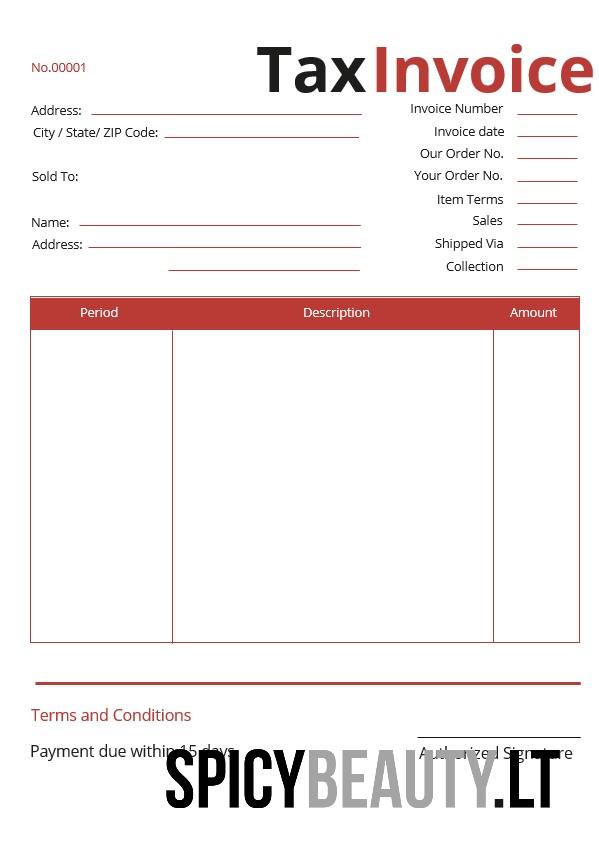 No.00001
Tax Invoice
Address:
City / State/ ZIP Code:
Sold To:
Name:
Address:
Invoice Number
Invoice date
Our Order No.
Your Order No.
Item Terms
Sales
Shipped Via
Collection
Period Description Amount
Terms and Conditions
Payment due within 15 days
Authorized Signature
SPICYBEAUTY.LT